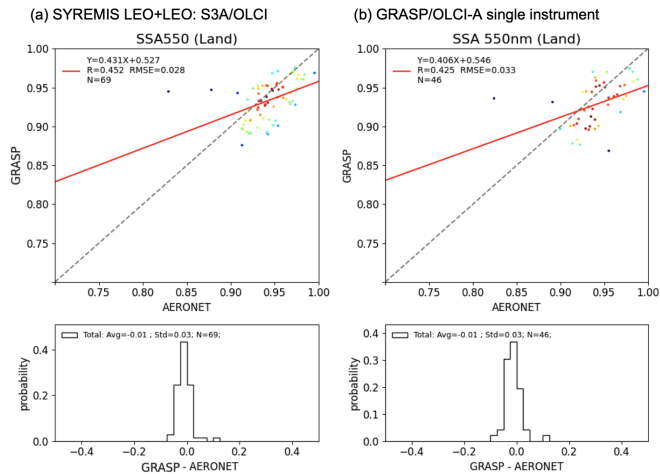 (a) SYREMIS LEO+LEO: S3A/OLCI
SSA550 (Land)
Y=0.431X+0.527
R=0.452 RMSE=0.028
N=69
1.00
0.95
0.90
0.85
0.80
0.75
GRASP
0.75 0.80 0.85 0.90 0.95 1.00
AERONET
Total: Avg=-0.01 ; Std=0.03; N=69;
0.4
0.2
0.0
probability
−0.4 −0.2 0.0 0.2 0.4
GRASP - AERONET
(b) GRASP/OLCI-A single instrument
SSA 550nm (Land)
Y=0.406X+0.546
R=0.425 RMSE=0.033
N=46
1.00
0.95
0.90
0.85
0.80
0.75
GRASP
0.75 0.80 0.85 0.90 0.95 1.00
AERONET
Total: Avg=-0.01 ; Std=0.03; N=46;
0.4
0.3
0.2
0.1
0.0
probability
−0.4 −0.2 0.0 0.2 0.4
GRASP - AERONET